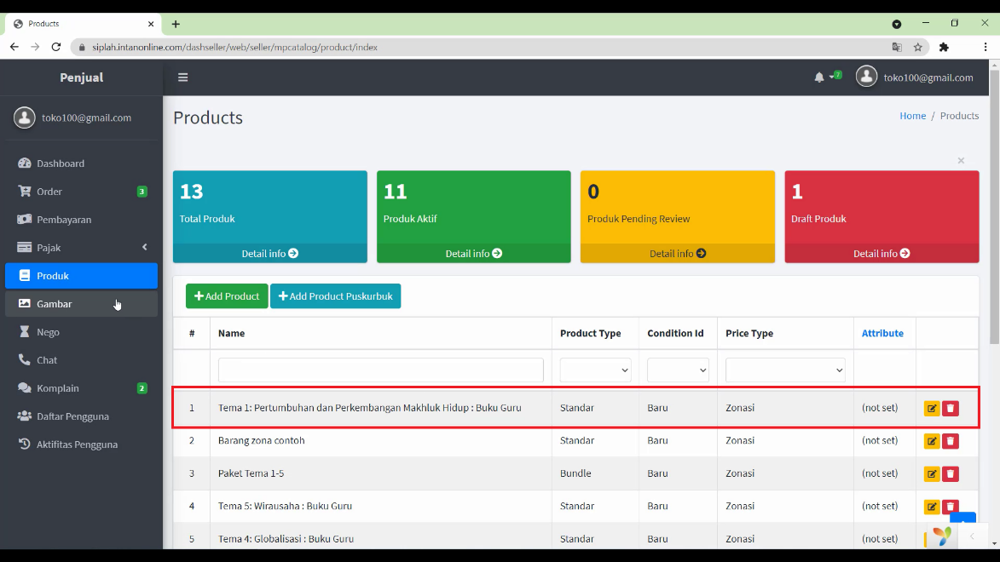 Products
siplah.intanonline.com/dashseller/web/seller/mpcatalog/product/index
Penjual
7
toko100@gmail.com
toko100@gmail.com
Products
Home / Products
Dashboard
Order 3
Pembayaran
Pajak
Produk
Gambar
Nego
Chat
Komplain 2
Daftar Pengguna
Aktifitas Pengguna
13
Total Produk
Detail info
11
Produk Aktif
Detail info
0
Produk Pending Review
Detail info
1
Draft Produk
Detail info
Add Product
Add Product Puskurbuk
# Name Product Type Condition Id Price Type Attribute
1 Tema 1: Pertumbuhan dan Perkembangan Makhluk Hidup : Buku Guru Standar Baru Zonasi (not set)
2 Barang zona contoh Standar Baru Zonasi (not set)
3 Paket Tema 1-5 Bundle Baru Zonasi (not set)
4 Tema 5: Wirausaha : Buku Guru Standar Baru Zonasi (not set)
5 Tema 4: Globalisasi : Buku Guru Standar Baru Zonasi (not set)